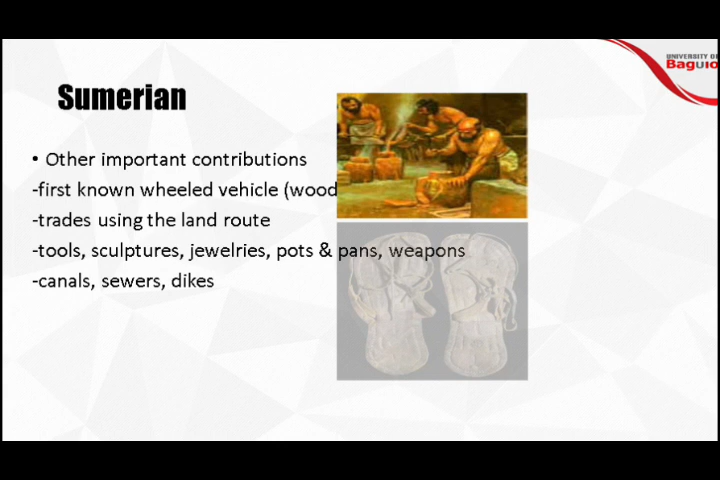 UNIVERSITY OF
Baguio
Sumerian
• Other important contributions
-first known wheeled vehicle (wood
-trades using the land route
-tools, sculptures, jewelries, pots & pans, weapons
-canals, sewers, dikes